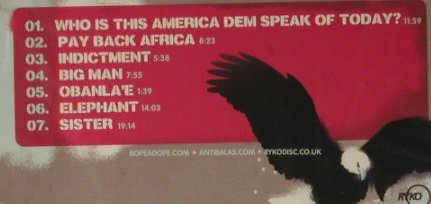 01. WHO IS THIS AMERICA DEM SPEAK OF TODAY? 11:59
02. PAY BACK AFRICA 8:23
03. INDICTMENT 5:38
04. BIG MAN 7:55
05. OBANLA'E 1:39
06. ELEPHANT 14:03
07. SISTER 19:14
ROPEADOPE.COM • ANTIBALAS.COM • RYKODISC.CO.UK
RYKO